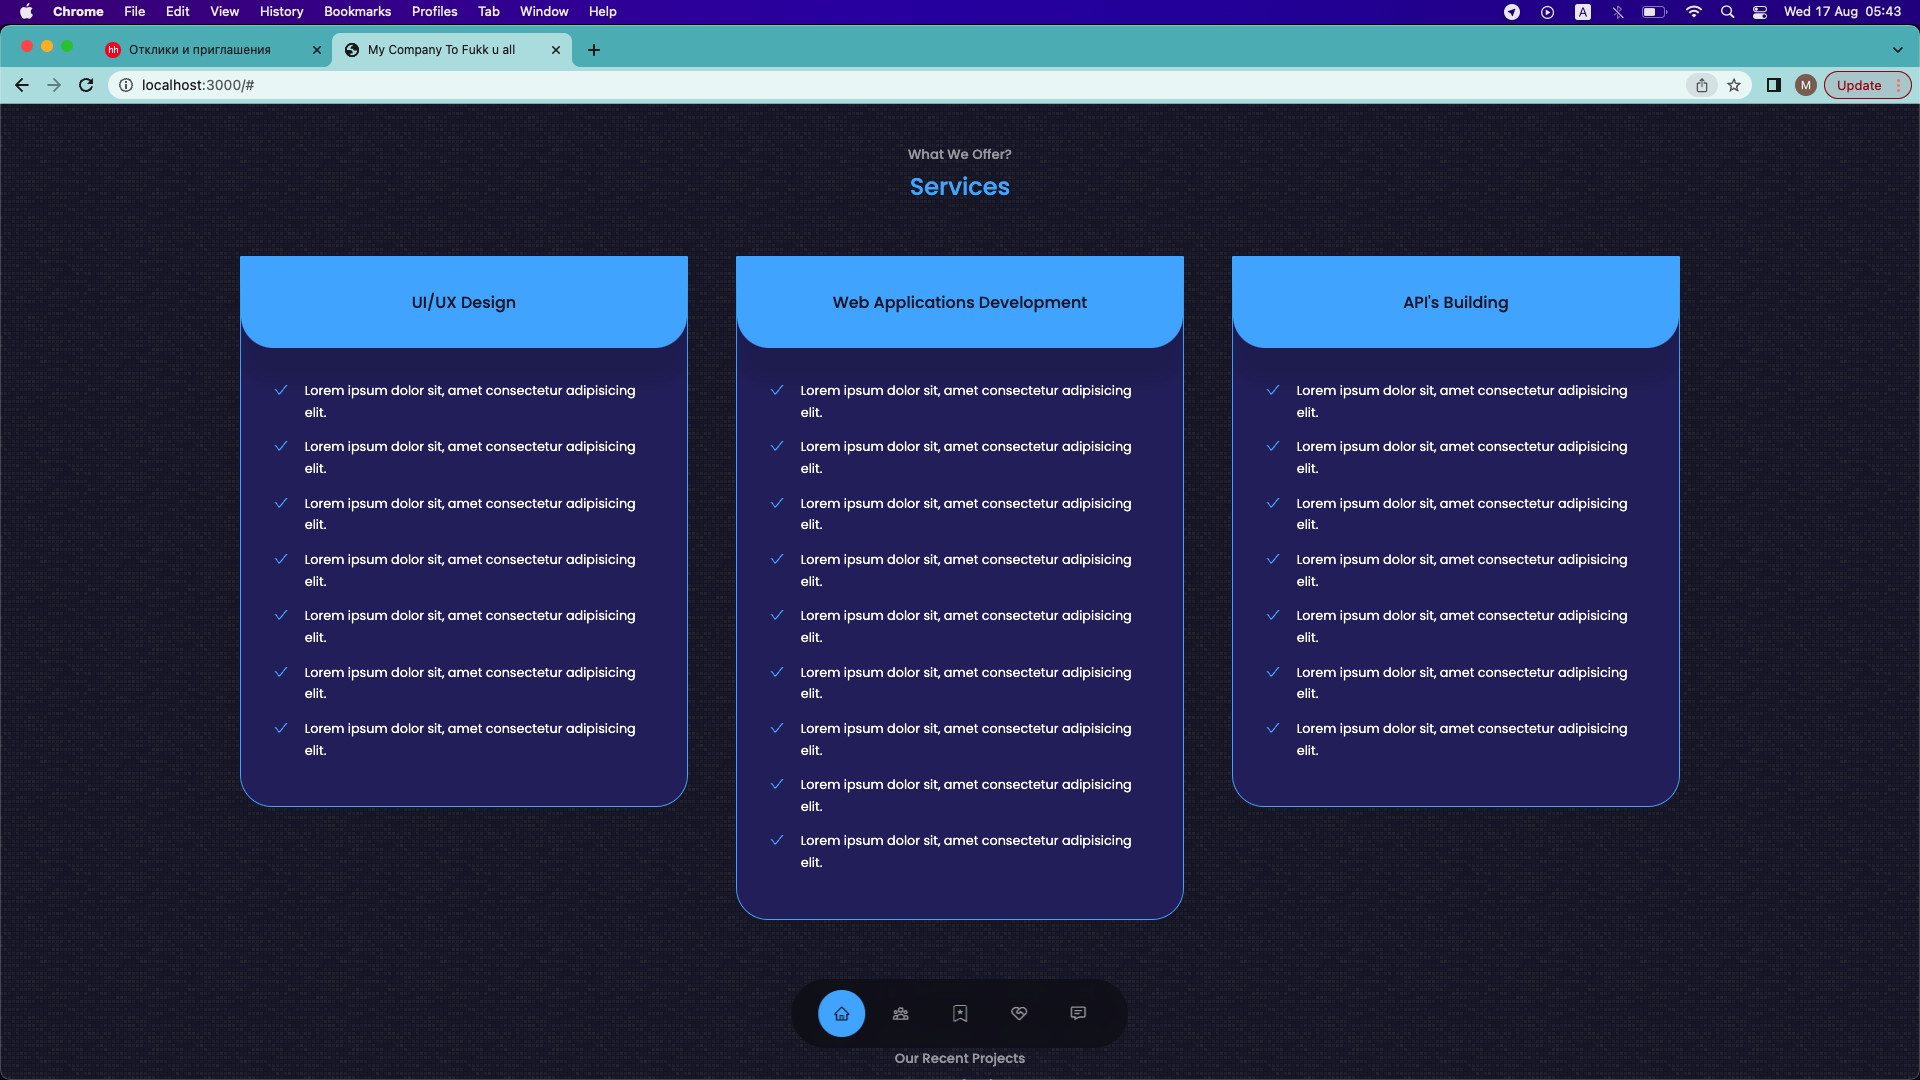 Chrome File Edit View History Bookmarks Profiles Tab Window Help A Wed 17 Aug 05:43
hh Отклики и приглашения My Company To Fukk u all
localhost:3000/# M Update
What We Offer?
Services
UI/UX Design
Lorem ipsum dolor sit, amet consectetur adipisicing
elit.
Lorem ipsum dolor sit, amet consectetur adipisicing
elit.
Lorem ipsum dolor sit, amet consectetur adipisicing
elit.
Lorem ipsum dolor sit, amet consectetur adipisicing
elit.
Lorem ipsum dolor sit, amet consectetur adipisicing
elit.
Lorem ipsum dolor sit, amet consectetur adipisicing
elit.
Lorem ipsum dolor sit, amet consectetur adipisicing
elit.
Web Applications Development
Lorem ipsum dolor sit, amet consectetur adipisicing
elit.
Lorem ipsum dolor sit, amet consectetur adipisicing
elit.
Lorem ipsum dolor sit, amet consectetur adipisicing
elit.
Lorem ipsum dolor sit, amet consectetur adipisicing
elit.
Lorem ipsum dolor sit, amet consectetur adipisicing
elit.
Lorem ipsum dolor sit, amet consectetur adipisicing
elit.
Lorem ipsum dolor sit, amet consectetur adipisicing
elit.
Lorem ipsum dolor sit, amet consectetur adipisicing
elit.
Lorem ipsum dolor sit, amet consectetur adipisicing
elit.
API's Building
Lorem ipsum dolor sit, amet consectetur adipisicing
elit.
Lorem ipsum dolor sit, amet consectetur adipisicing
elit.
Lorem ipsum dolor sit, amet consectetur adipisicing
elit.
Lorem ipsum dolor sit, amet consectetur adipisicing
elit.
Lorem ipsum dolor sit, amet consectetur adipisicing
elit.
Lorem ipsum dolor sit, amet consectetur adipisicing
elit.
Lorem ipsum dolor sit, amet consectetur adipisicing
elit.
Our Recent Projects